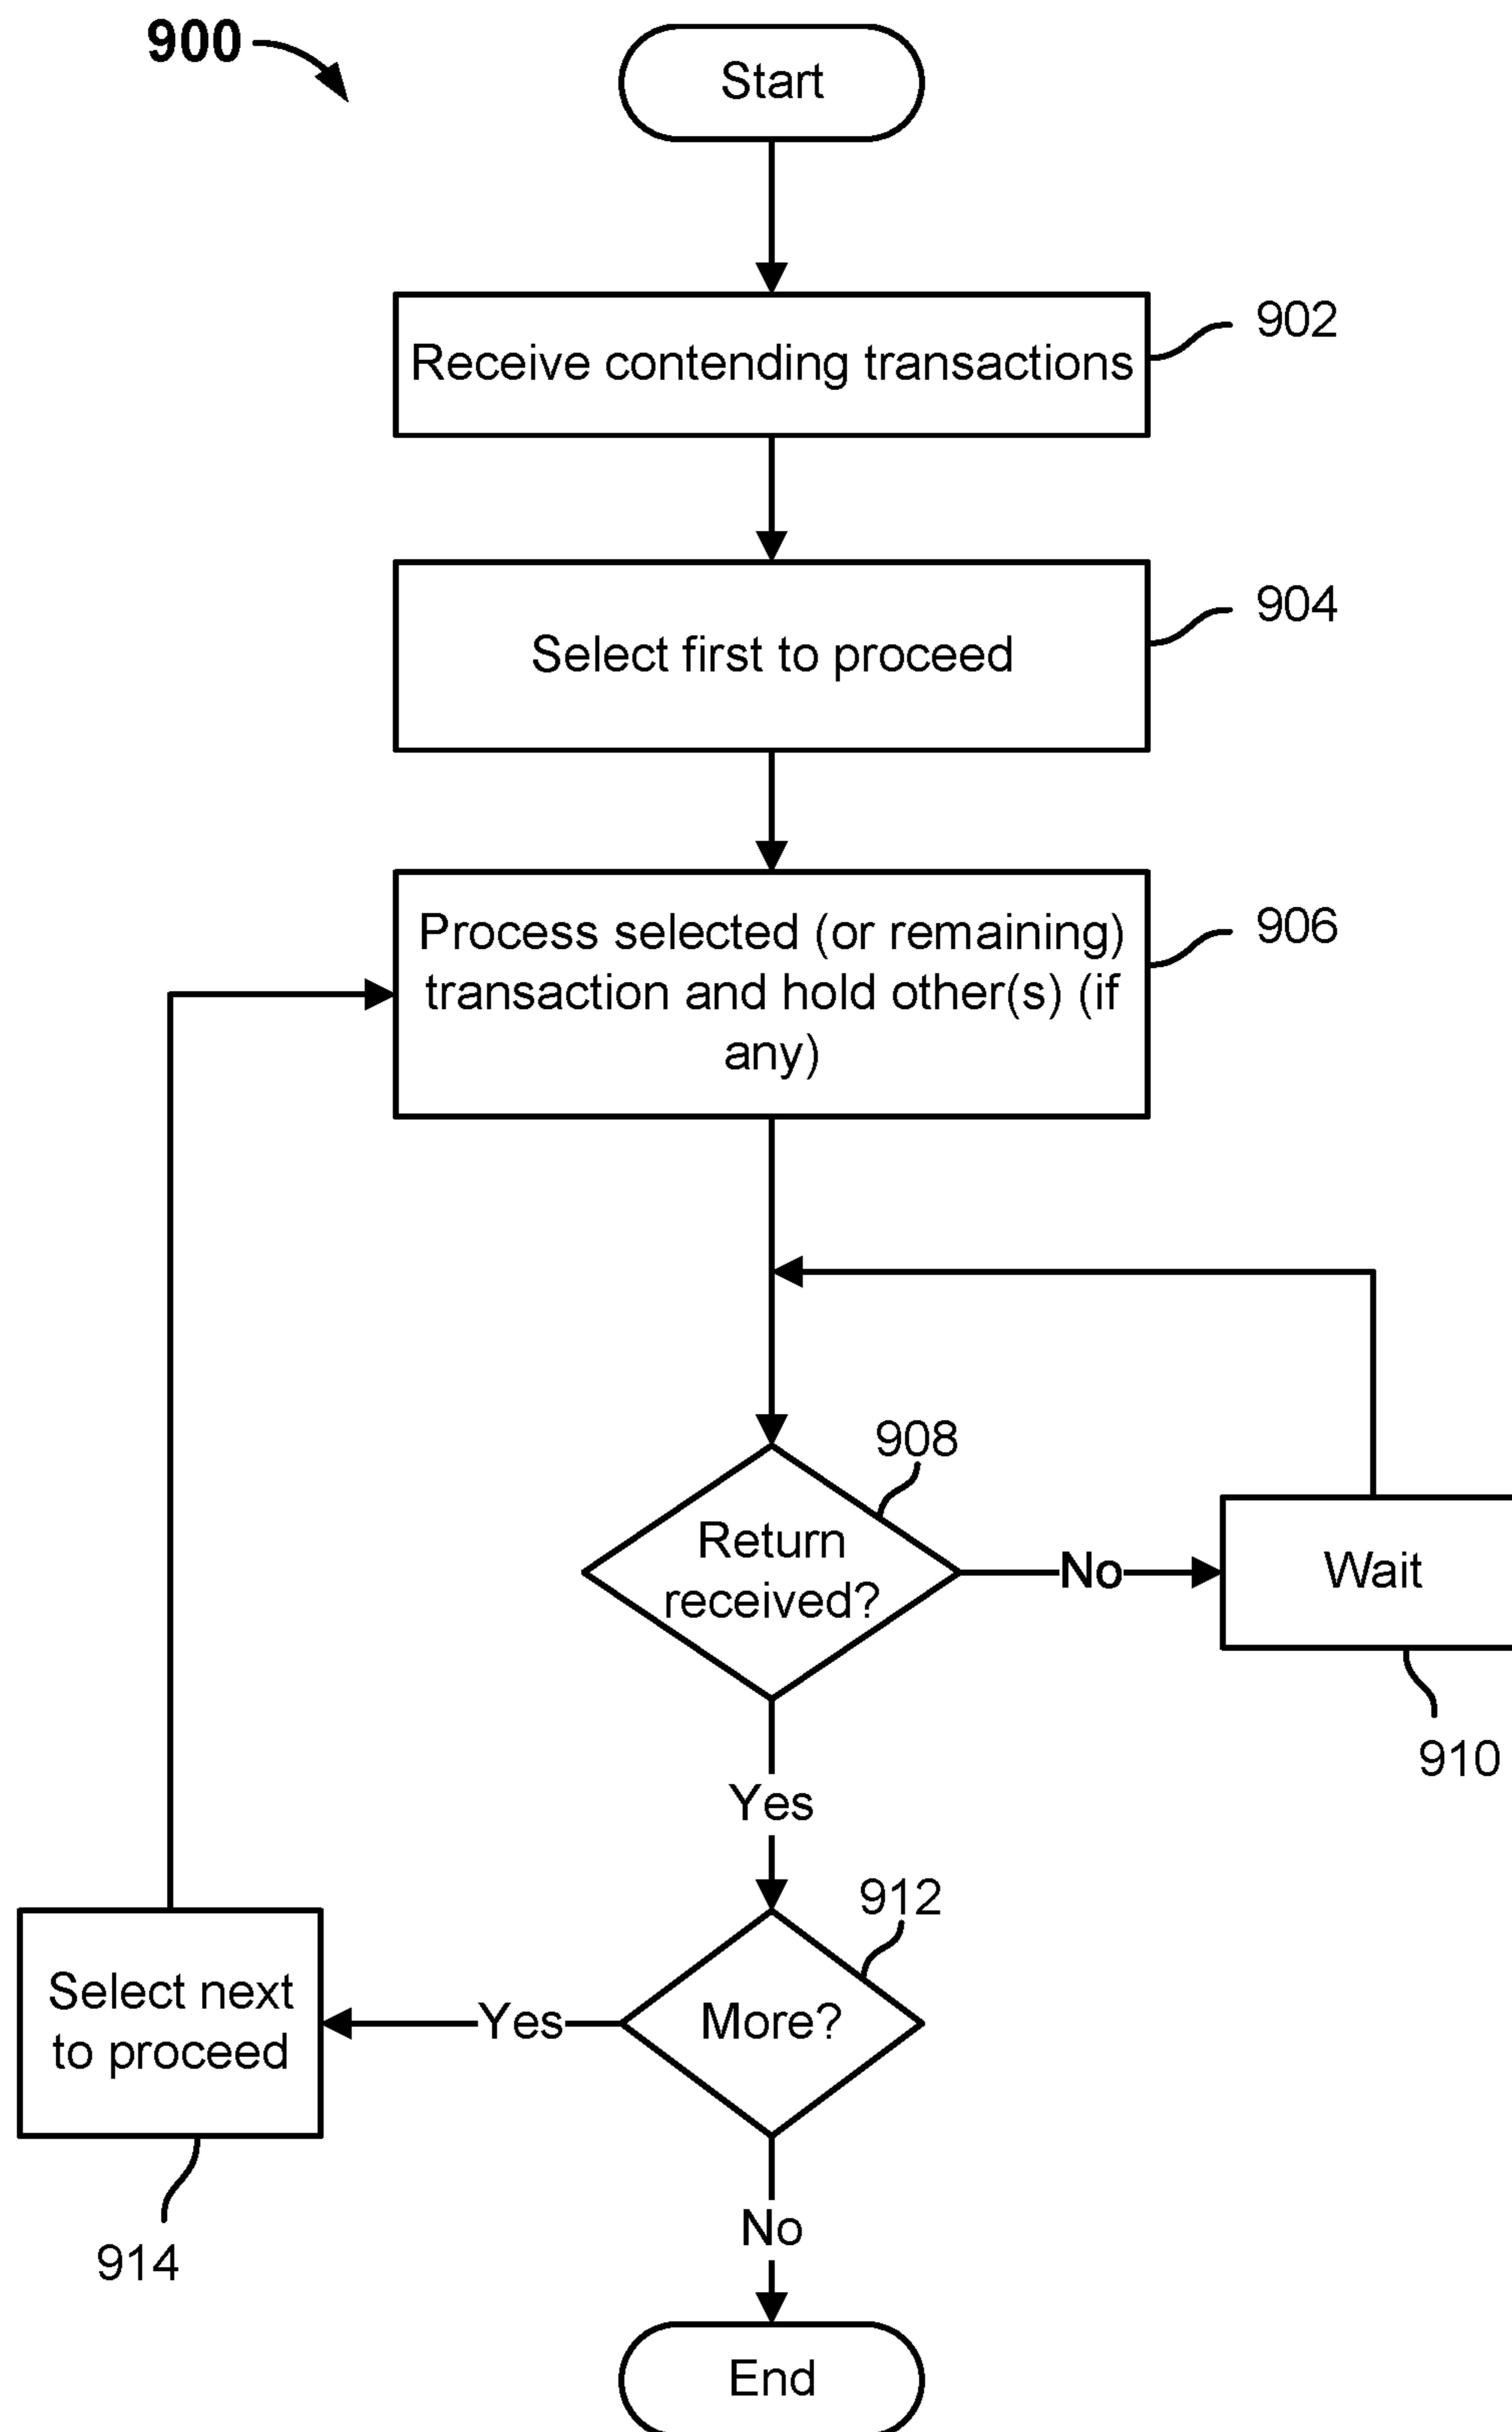 900
Start
Receive contending transactions
902
Select first to proceed
904
Process selected (or remaining)
transaction and hold other(s) (if
any)
906
908
Return
received?
No
Wait
910
Yes
912
More?
Yes
Select next
to proceed
914
No
End